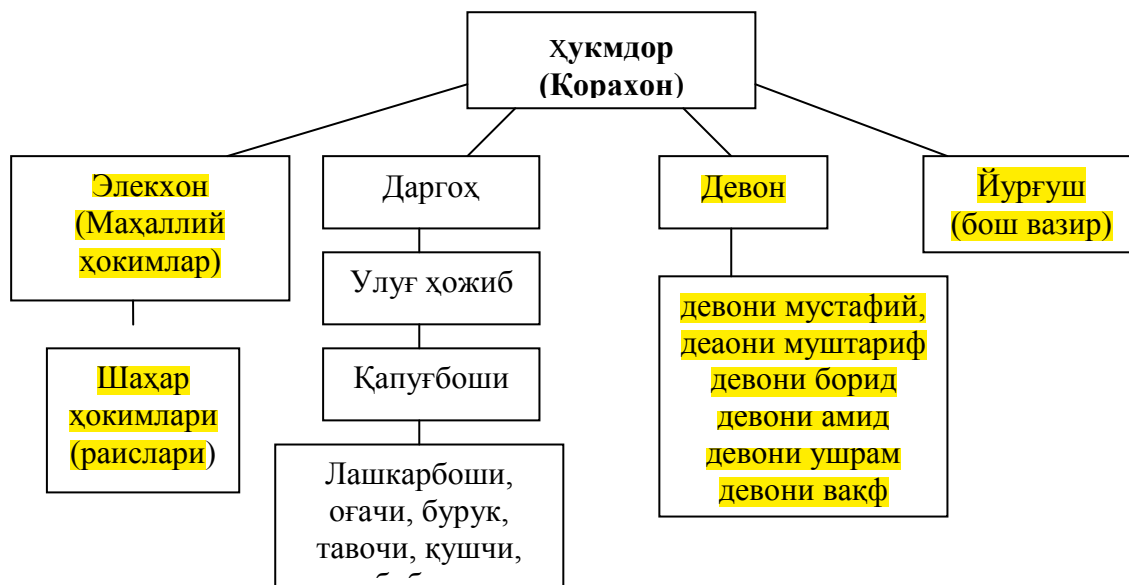 Ҳукмдор
(Қорахон)
Элекхон
(Маҳаллий
ҳокимлар)
Даргоҳ
Девон
Йурғуш
(бош вазир)
Улуғ ҳожиб
девони мустафий,
деаони муштариф
девони борид
девони амид
девони ушрам
девони вақф
Шаҳар
ҳокимлари
(раислари)
Қапуғбоши
Лашкарбоши,
оғачи, бурук,
тавочи, қушчи,